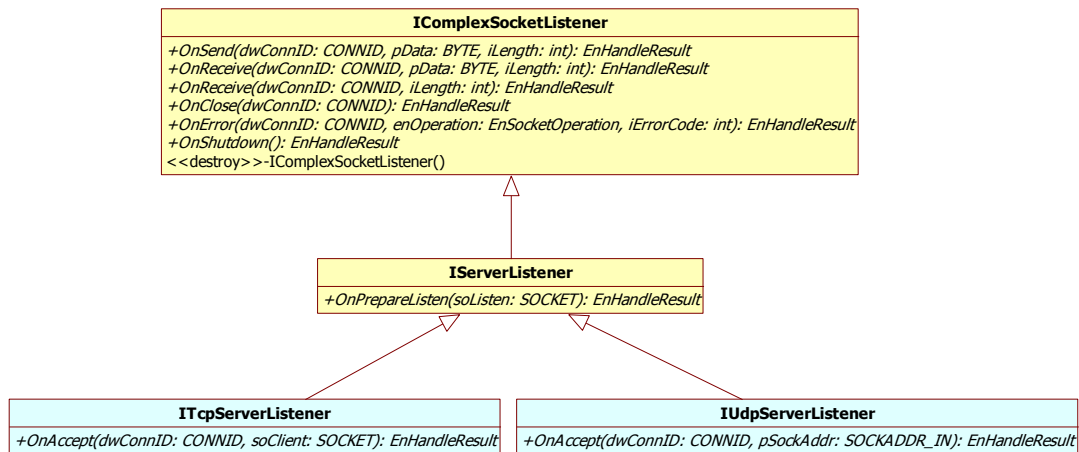 IComplexSocketListener
+OnSend(dwConnID: CONNID, pData: BYTE, iLength: int): EnHandleResult
+OnReceive(dwConnID: CONNID, pData: BYTE, iLength: int): EnHandleResult
+OnReceive(dwConnID: CONNID, iLength: int): EnHandleResult
+OnClose(dwConnID: CONNID): EnHandleResult
+OnError(dwConnID: CONNID, enOperation: EnSocketOperation, iErrorCode: int): EnHandleResult
+OnShutdown(): EnHandleResult
<<destroy>>-IComplexSocketListener()
IServerListener
+OnPrepareListen(soListen: SOCKET): EnHandleResult
ITcpServerListener
+OnAccept(dwConnID: CONNID, soClient: SOCKET): EnHandleResult
IUdpServerListener
+OnAccept(dwConnID: CONNID, pSockAddr: SOCKADDR_IN): EnHandleResult